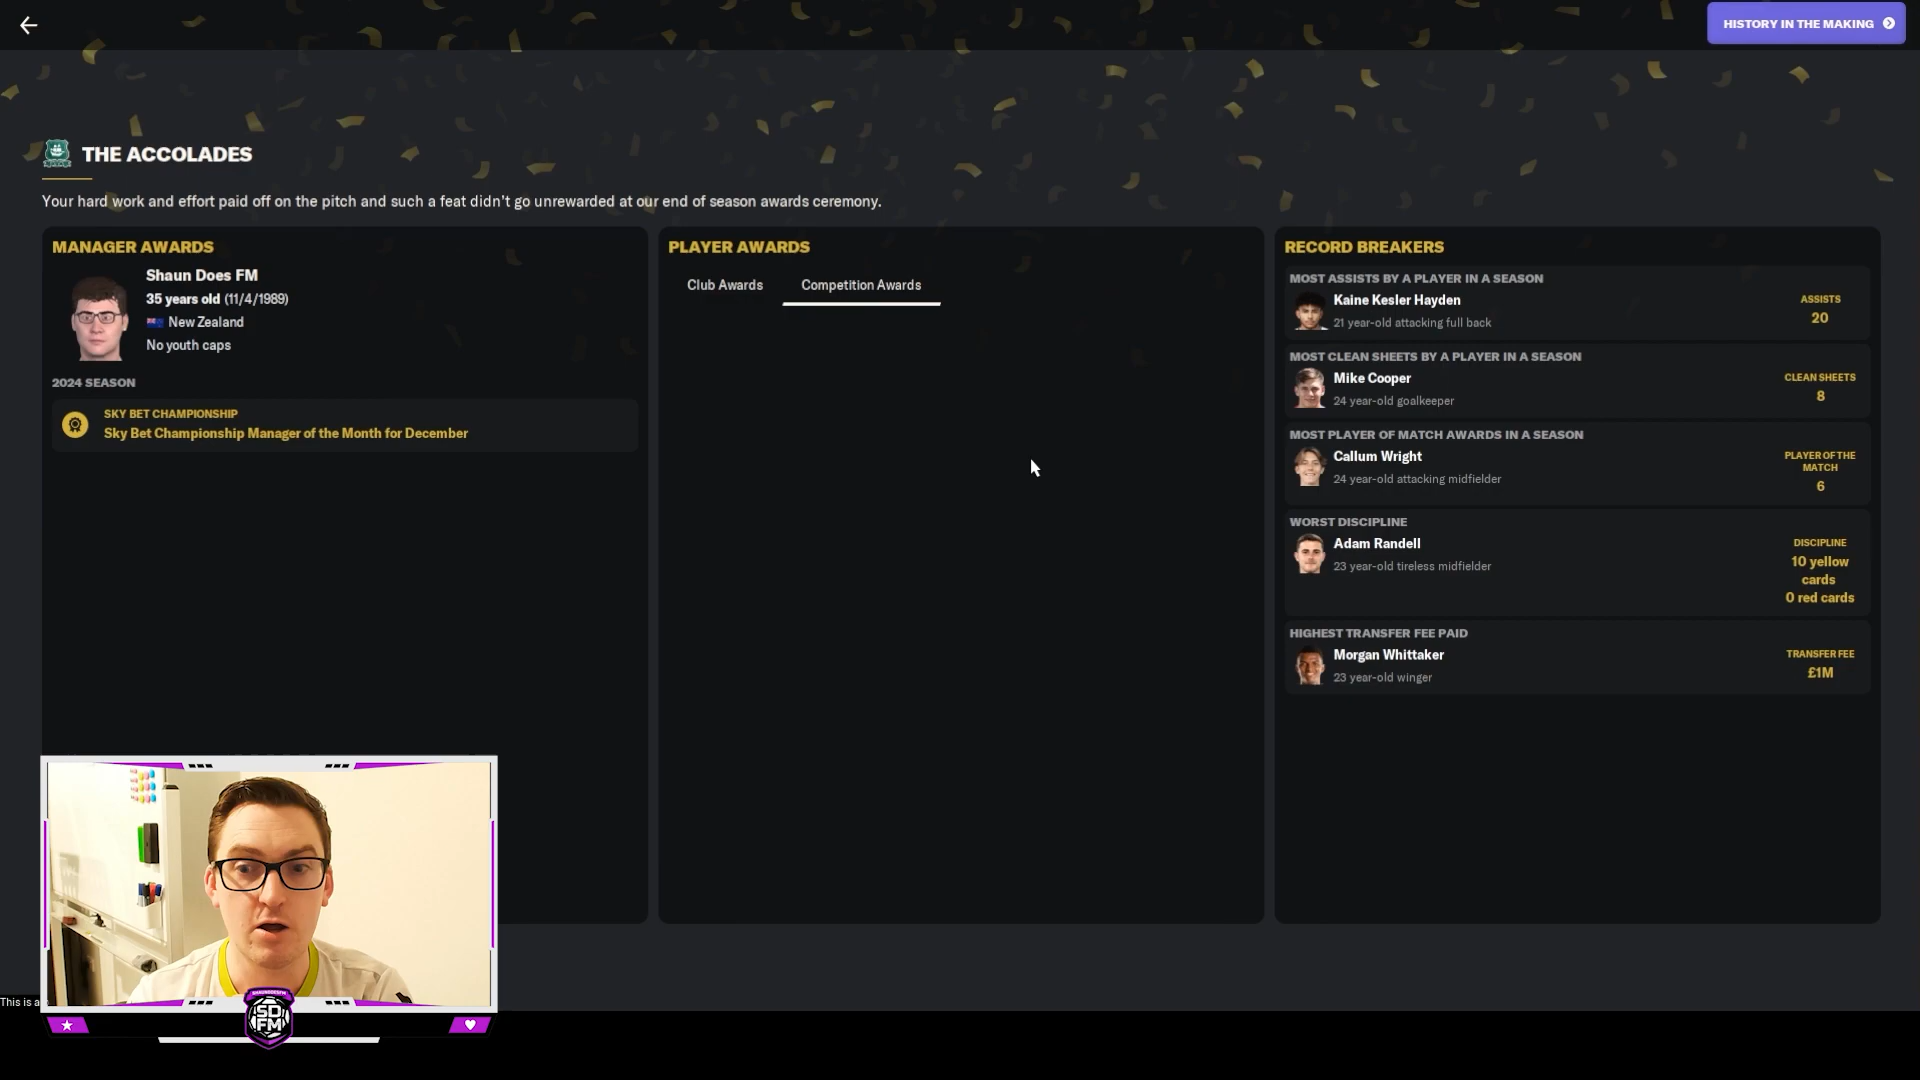 HISTORY IN THE MAKING
THE ACCOLADES
Your hard work and effort paid off on the pitch and such a feat didn't go unrewarded at our end of season awards ceremony.
MANAGER AWARDS
Shaun Does FM
35 years old (11/4/1989)
New Zealand
No youth caps
2024 SEASON
SKY BET CHAMPIONSHIP
Sky Bet Championship Manager of the Month for December
PLAYER AWARDS
Club Awards
Competition Awards
RECORD BREAKERS
MOST ASSISTS BY A PLAYER IN A SEASON
Kaine Kesler Hayden
21 year-old attacking full back
ASSISTS
20
MOST CLEAN SHEETS BY A PLAYER IN A SEASON
Mike Cooper
24 year-old goalkeeper
CLEAN SHEETS
8
MOST PLAYER OF MATCH AWARDS IN A SEASON
Callum Wright
24 year-old attacking midfielder
PLAYER OF THE
MATCH
6
WORST DISCIPLINE
Adam Randell
23 year-old tireless midfielder
DISCIPLINE
10 yellow
cards
0 red cards
HIGHEST TRANSFER FEE PAID
Morgan Whittaker
23 year-old winger
TRANSFER FEE
£1M
This is a
SHAUNDOESFM
SD
FM